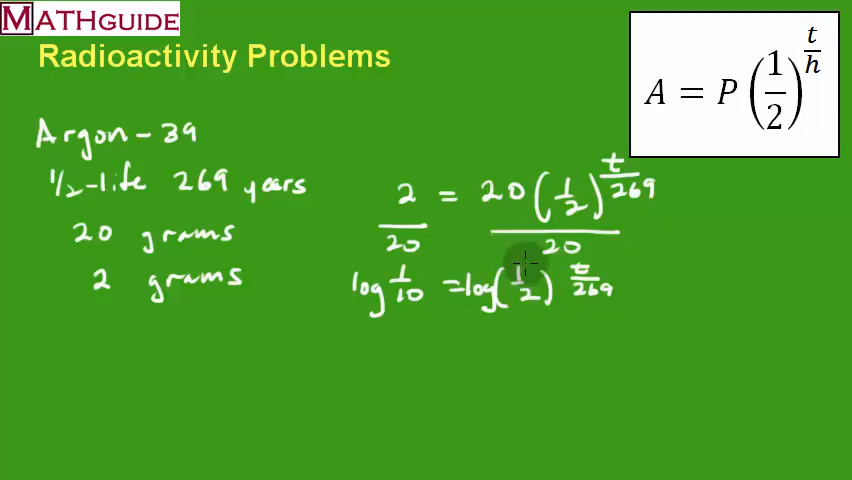 MATHGUIDE
Radioactivity Problems
A = P(1/2)^(t/h)
Argon - 39
1/2-life 269 years
20 grams
2 grams
2 = 20(1/2)^(t/269)
20 20
log 1/10 = log(1/2)^(t/269)